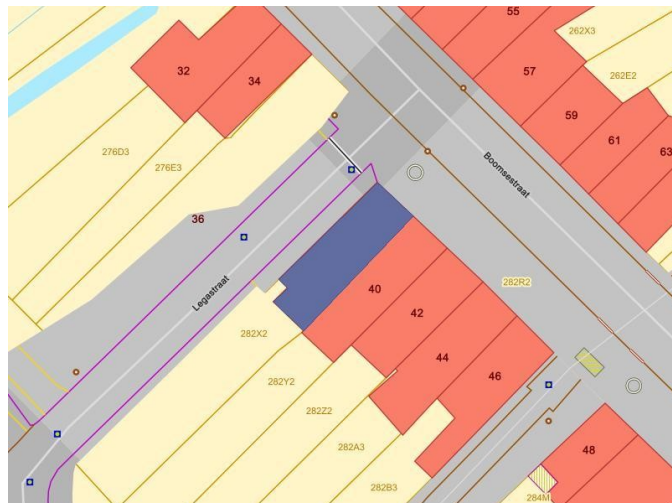 55
262X3
57
262E2
59
61
63
32
34
276D3
276E3
Boomsestraat
36
Legastraat
282R2
40
42
44
46
282X2
282Y2
282Z2
282A3
282B3
48
284M